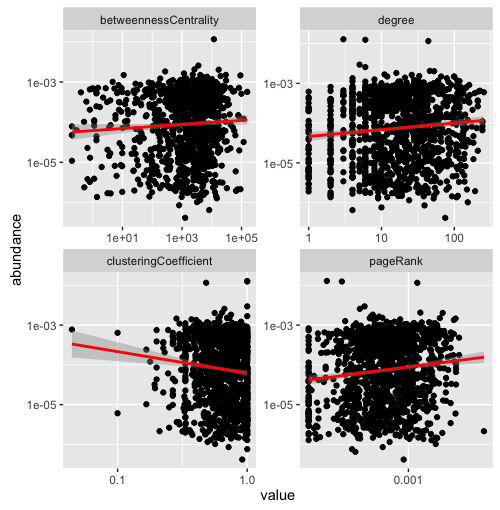 betweennessCentrality
degree
1e-03
1e-05
1e-03
1e-05
1e+01
1e+03
1e+05
1
10
100
abundance
clusteringCoefficient
pageRank
1e-03
1e-05
1e-03
1e-05
0.1
1.0
0.001
value